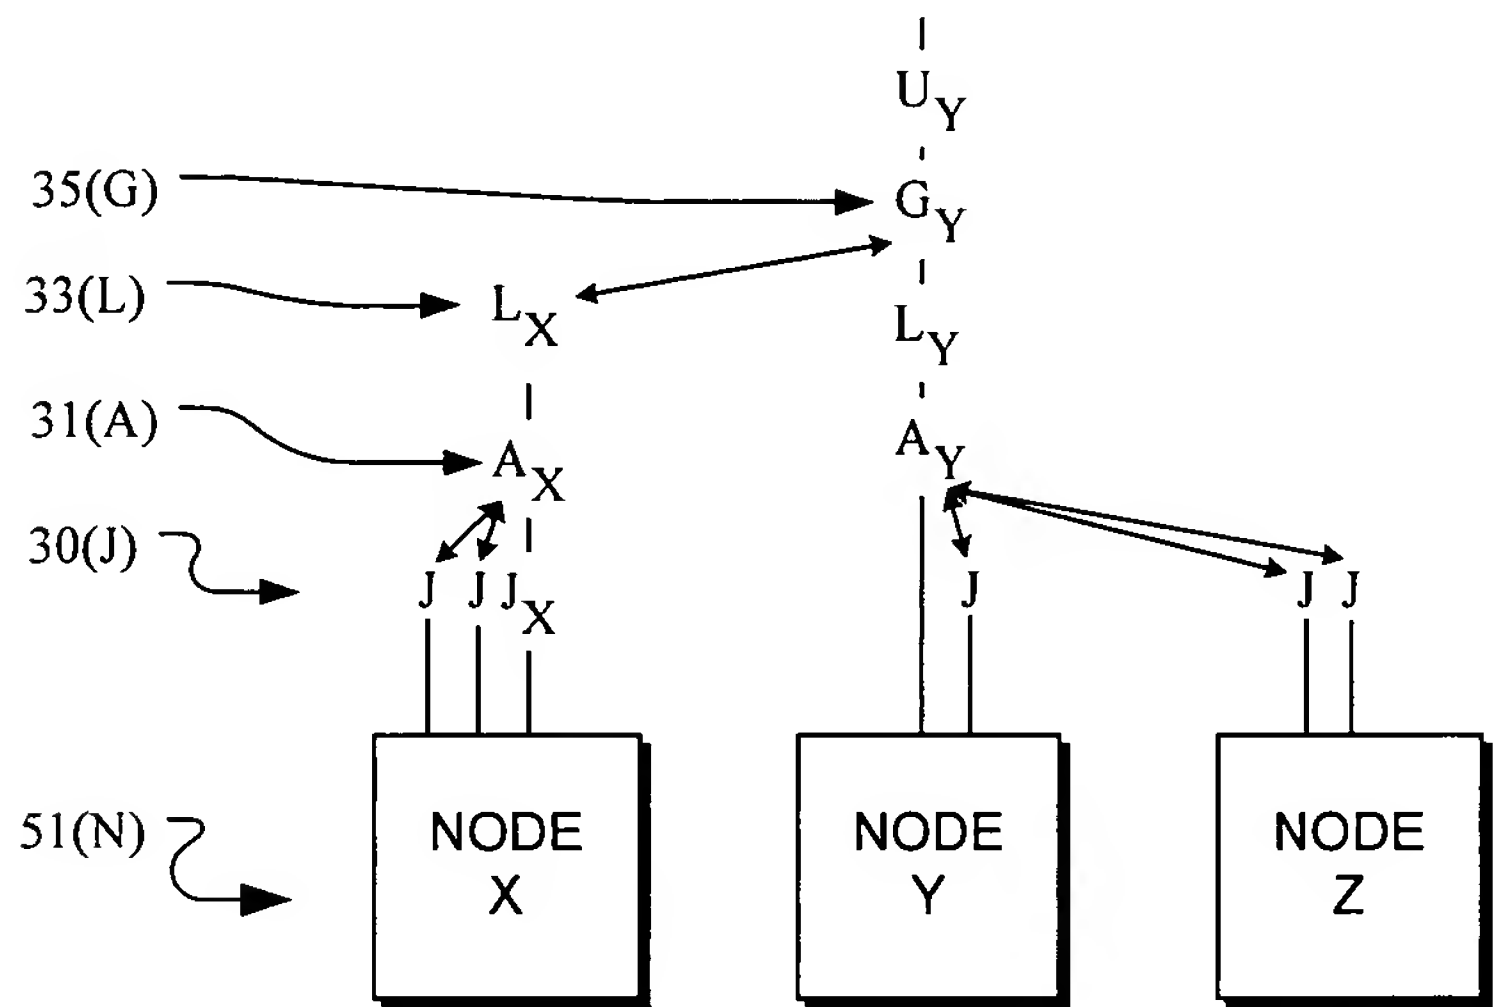 U_Y
35(G) G_Y
33(L) L_X L_Y
31(A) A_X A_Y
30(J) J J J_X J J J
51(N) NODE X NODE Y NODE Z